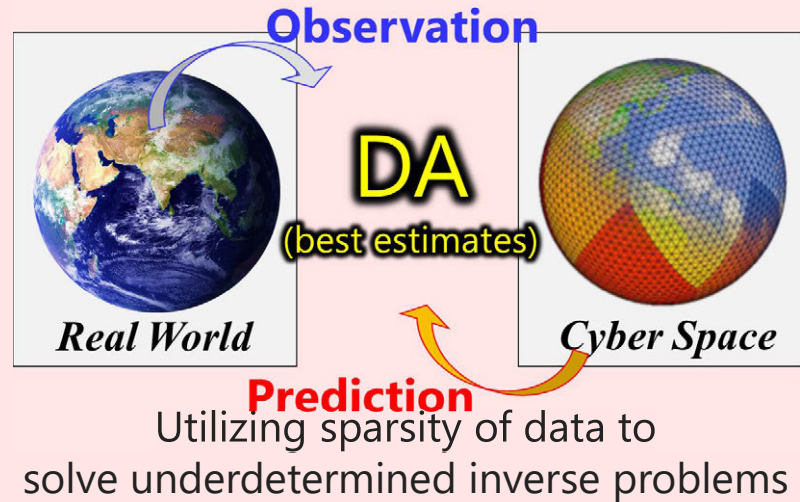 Observation
DA
(best estimates)
Real World
Cyber Space
Prediction
Utilizing sparsity of data to
solve underdetermined inverse problems